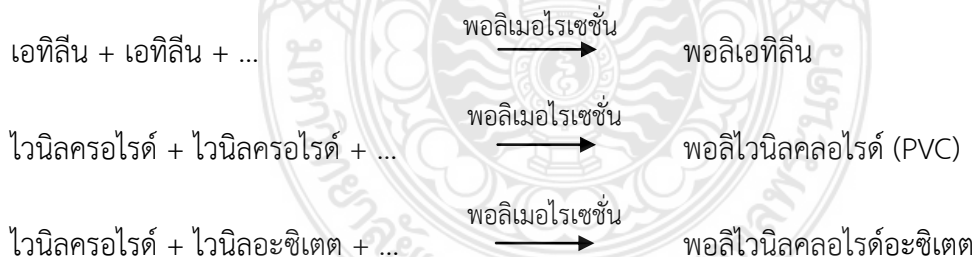 พอลิเมอไรเซชั่น
เอทิลีน + เอทิลีน + ... พอลิเอทิลีน
พอลิเมอไรเซชั่น
ไวนิลครอไรด์ + ไวนิลครอไรด์ + ... พอลิไวนิลคลอไรด์ (PVC)
พอลิเมอไรเซชั่น
ไวนิลครอไรด์ + ไวนิลอะซิเตต + ... พอลิไวนิลคลอไรด์อะซิเตต